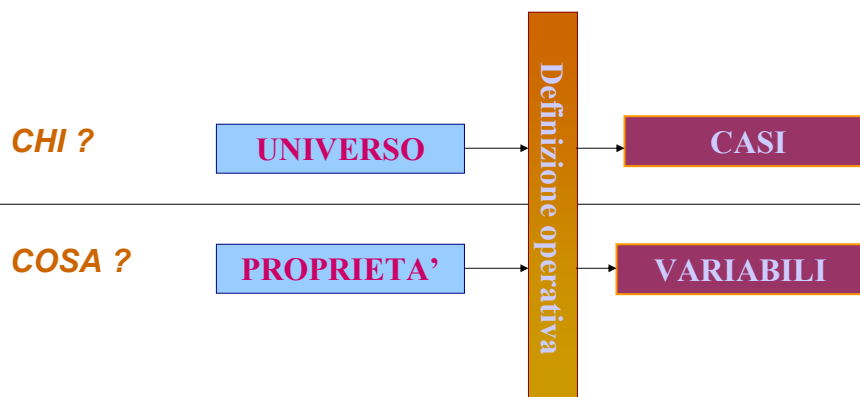 CHI ?
UNIVERSO
CASI
Definizione operativa
COSA ?
PROPRIETA’
VARIABILI